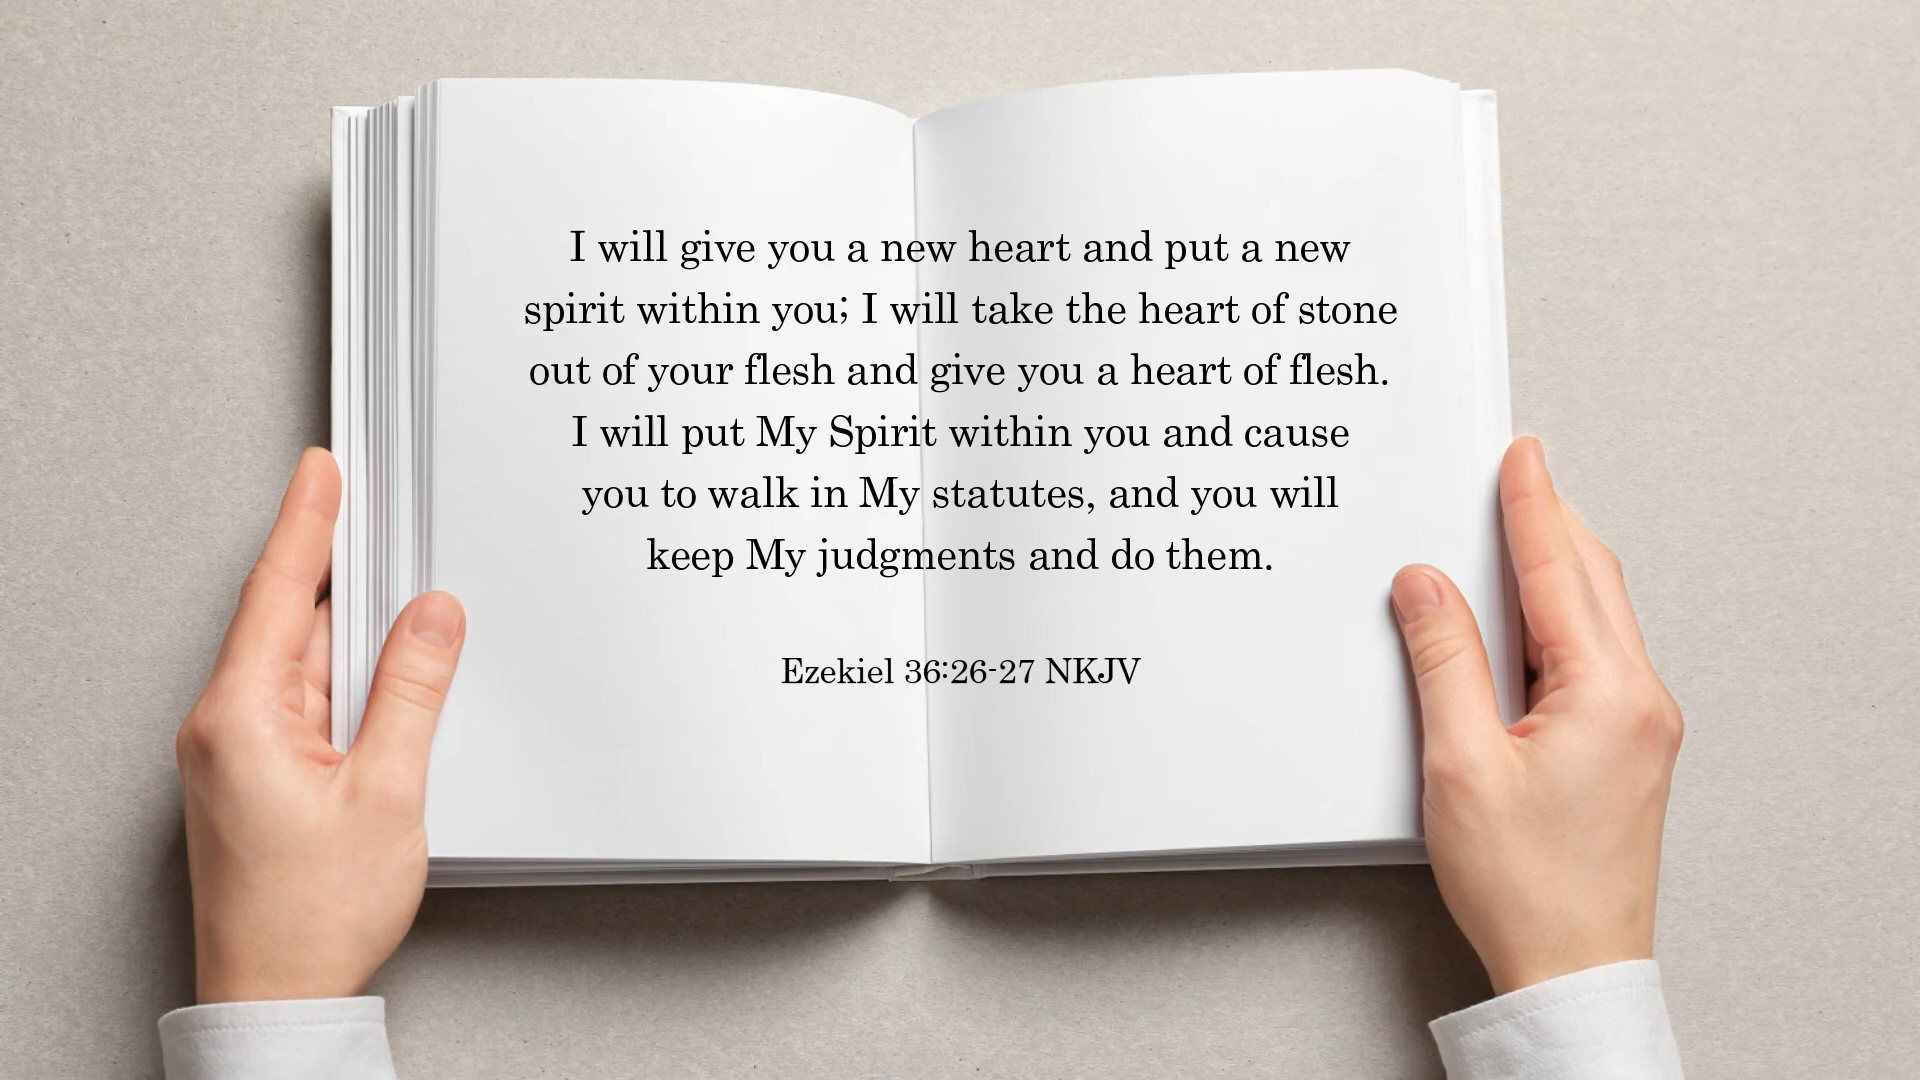 I will give you a new heart and put a new
spirit within you; I will take the heart of stone
out of your flesh and give you a heart of flesh.
I will put My Spirit within you and cause
you to walk in My statutes, and you will
keep My judgments and do them.
Ezekiel 36:26-27 NKJV